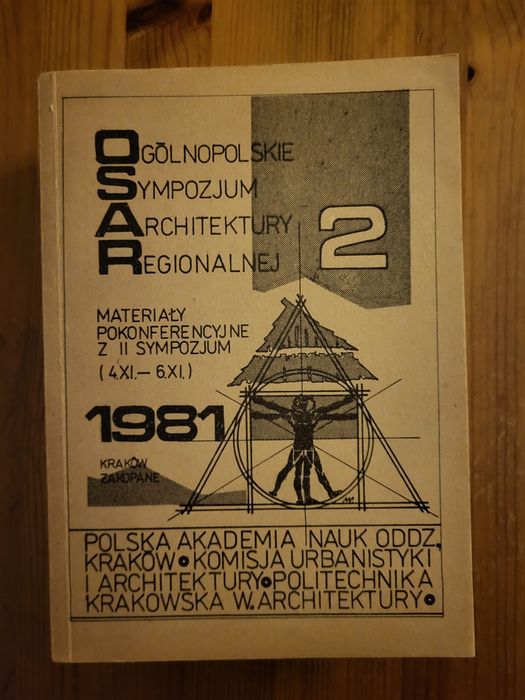 OGÓLNOPOLSKIE
SYMPOZJUM
ARCHITEKTURY
REGIONALNEJ
2
MATERIAŁY
POKONFERENCYJNE
Z II SYMPOZJUM
(4.XI.—6.XI.)
1981
KRAKÓW
ZAKOPANE
POLSKA AKADEMIA NAUK ODDZ.
KRAKÓW • KOMISJA URBANISTYKI
I ARCHITEKTURY • POLITECHNIKA
KRAKOWSKA W. ARCHITEKTURY •